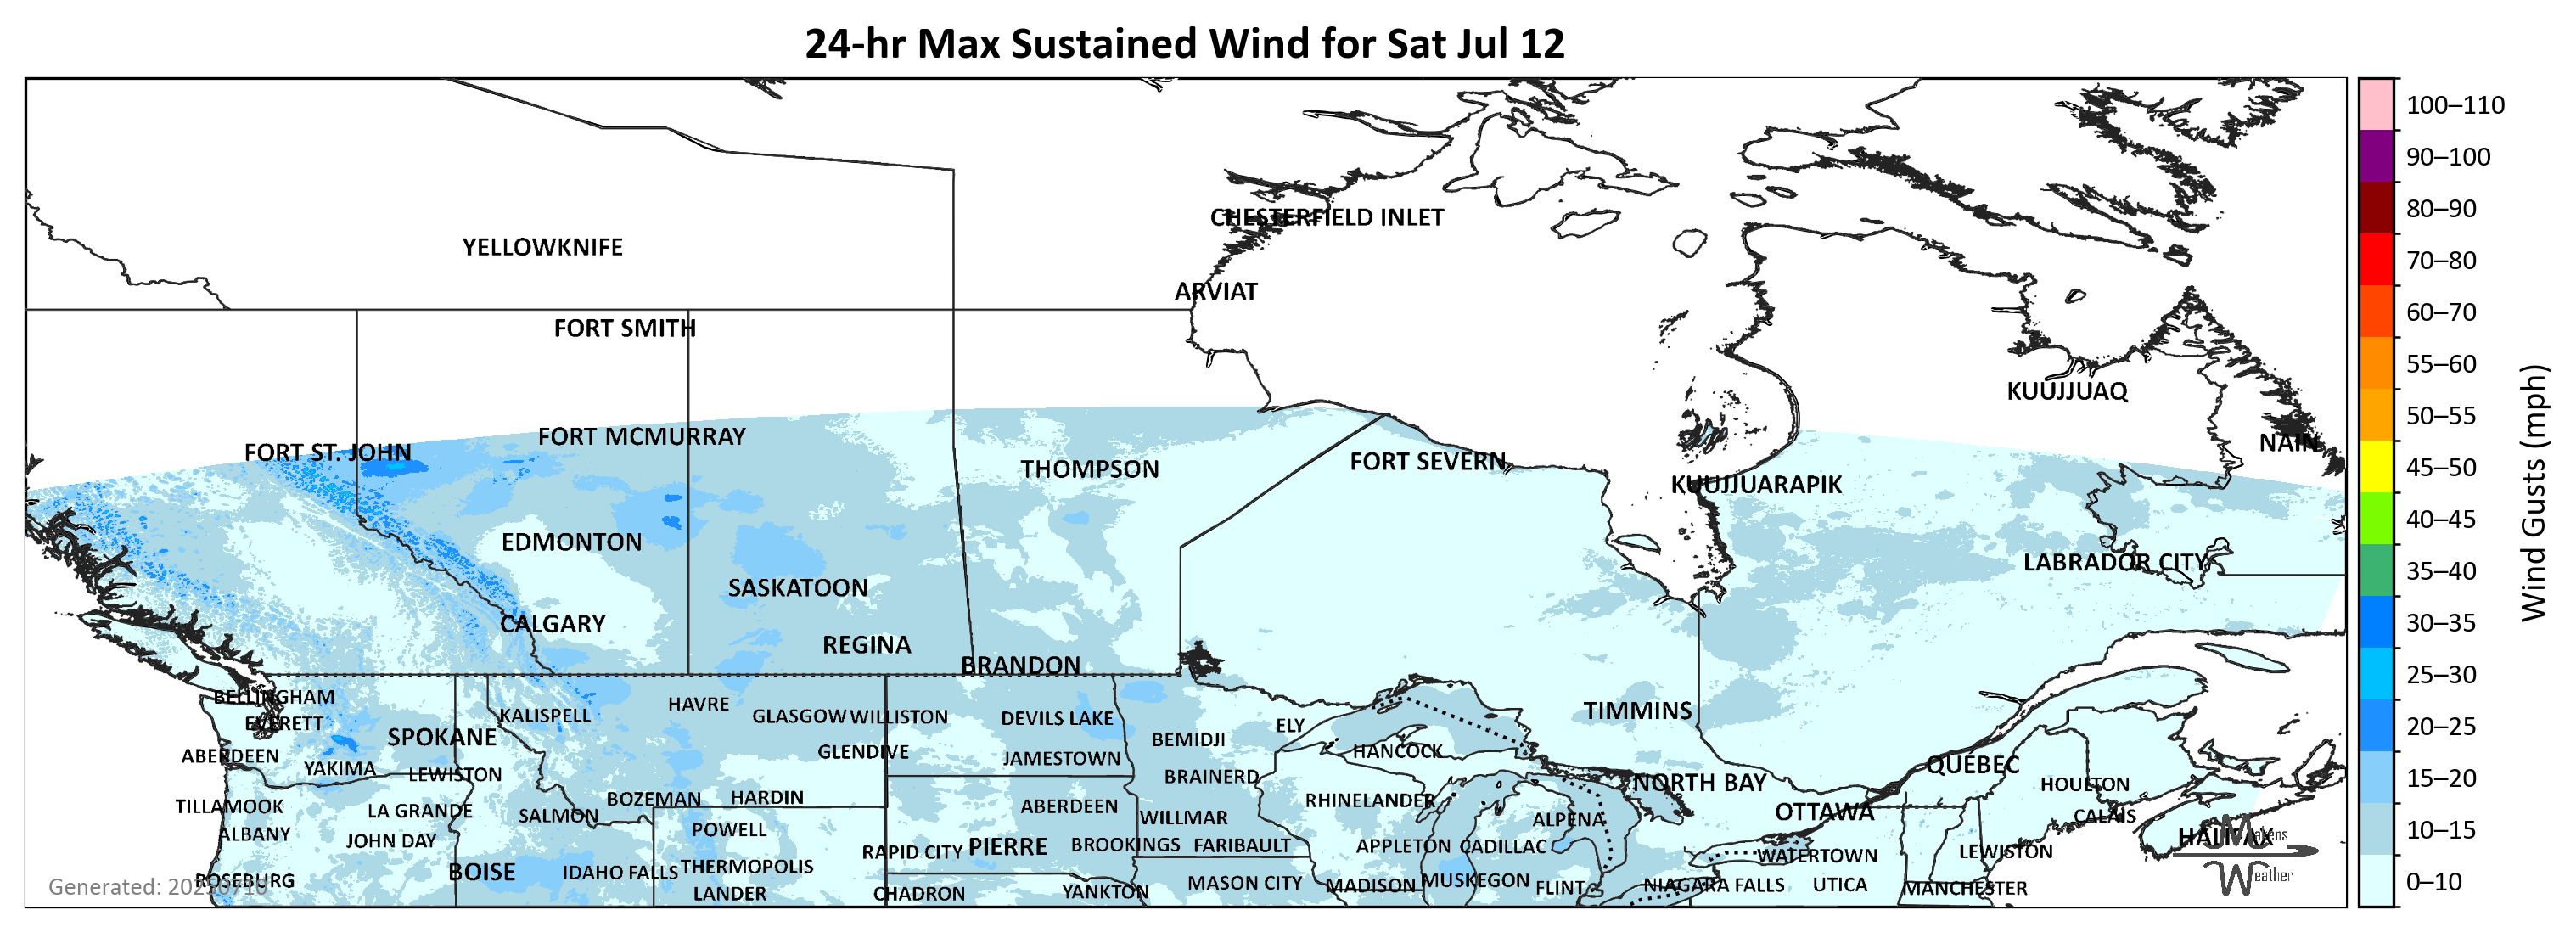 24-hr Max Sustained Wind for Sat Jul 12
100–110
90–100
80–90
70–80
60–70
55–60
50–55
45–50
40–45
35–40
30–35
25–30
20–25
15–20
10–15
0–10
Wind Gusts (mph)
CHESTERFIELD INLET
YELLOWKNIFE
ARVIAT
FORT SMITH
KUUJJUAQ
FORT MCMURRAY
NAIN
FORT ST. JOHN
FORT SEVERN
THOMPSON
KUUJJUARAPIK
EDMONTON
LABRADOR CITY
SASKATOON
CALGARY
REGINA
BRANDON
BELLINGHAM
HAVRE
TIMMINS
KALISPELL
GLASGOW
WILLISTON
DEVILS LAKE
EVERETT
ELY
SPOKANE
BEMIDJI
GLENDIVE
HANCOCK
ABERDEEN
JAMESTOWN
QUÉBEC
YAKIMA
LEWISTON
BRAINERD
NORTH BAY
HOULTON
BOZEMAN
HARDIN
RHINELANDER
TILLAMOOK
LA GRANDE
ABERDEEN
OTTAWA
SALMON
WILLMAR
ALPENA
CALAIS
POWELL
ALBANY
HALIFAX
Makens
Weather
JOHN DAY
RAPID CITY
PIERRE
BROOKINGS
FARIBAULT
APPLETON
CADILLAC
LEWISTON
WATERTOWN
THERMOPOLIS
BOISE
IDAHO FALLS
ROSEBURG
MASON CITY
MADISON
MUSKEGON
FLINT
NIAGARA FALLS
UTICA
MANCHESTER
LANDER
CHADRON
YANKTON
Generated: 20250710